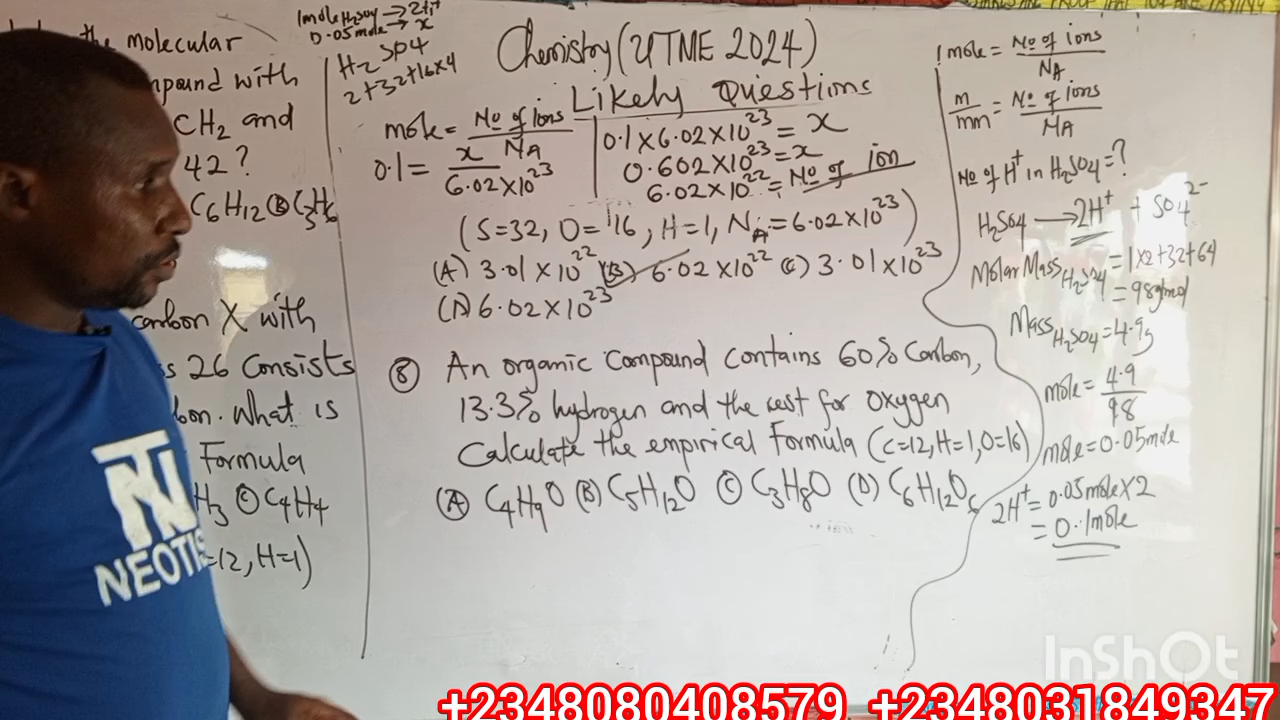 the molecular
pound with
CH2 and
42?
C6H12 (B) C3H6
carbon X with
s 26 Consists
bon. What is
Formula
H3 (C) C4H4
=12, H=1)
NEOTIS
1mole H2SO4 → 2H+
0.05mole → x
H2SO4
2+32+16x4
Chemistry (UTME 2024)
Likely Questions
mole = No of ions / NA
0.1 = x / 6.02x10^23
0.1x6.02x10^23 = x
0.602x10^23 = x
6.02x10^22 = No of ion
(S=32, O=16, H=1, NA=6.02x10^23)
(A) 3.01x10^22 (B) 6.02x10^22 (C) 3.01x10^23
(D) 6.02x10^23
(8) An organic Compound contains 60% Carbon,
13.3% hydrogen and the rest for oxygen
Calculate the empirical Formula (C=12, H=1, O=16)
(A) C4H9O (B) C5H12O (C) C3H8O (D) C6H12O6
mole = No of ions / NA
m/mm = No of ions / NA
No of H+ in H2SO4 = ?
H2SO4 → 2H+ + SO4^2-
Molar Mass H2SO4 = 1x2+32+64
= 98g/mol
Mass H2SO4 = 4.9g
mole = 4.9 / 98
mole = 0.05mole
2H+ = 0.05mole x 2
= 0.1mole
InShOt
+2348080408579 +2348031849347